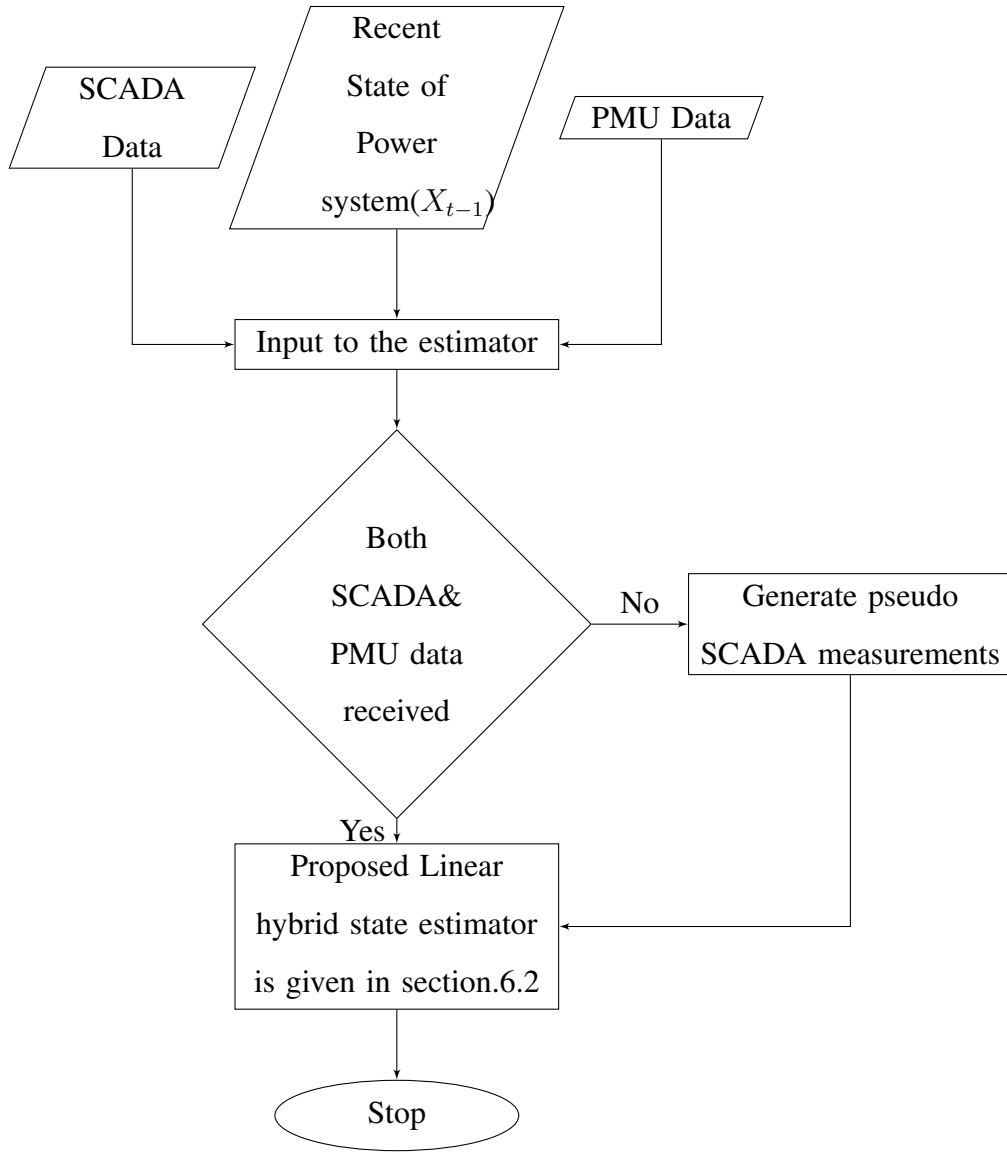 SCADA
Data
Recent
State of
Power
system(X_{t−1})
PMU Data
Input to the estimator
Both
SCADA&
PMU data
received
No
Generate pseudo
SCADA measurements
Yes
Proposed Linear
hybrid state estimator
is given in section.6.2
Stop